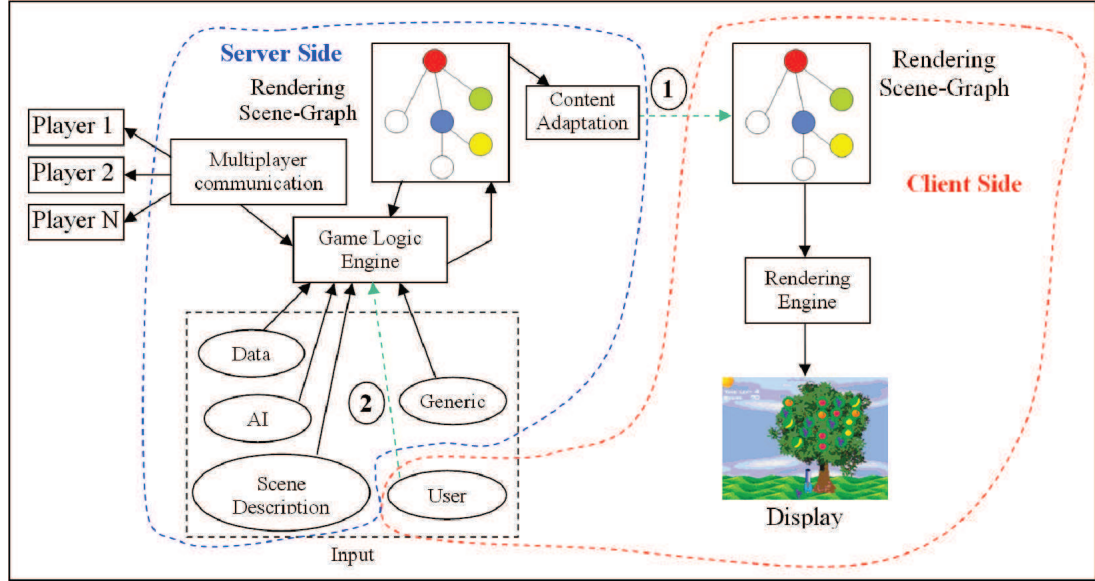 Server Side
Rendering
Scene-Graph
Content
Adaptation
1
Rendering
Scene-Graph
Client Side
Player 1
Player 2
Player N
Multiplayer
communication
Game Logic
Engine
Rendering
Engine
Data
AI
Scene
Description
2
Generic
User
Input
Display